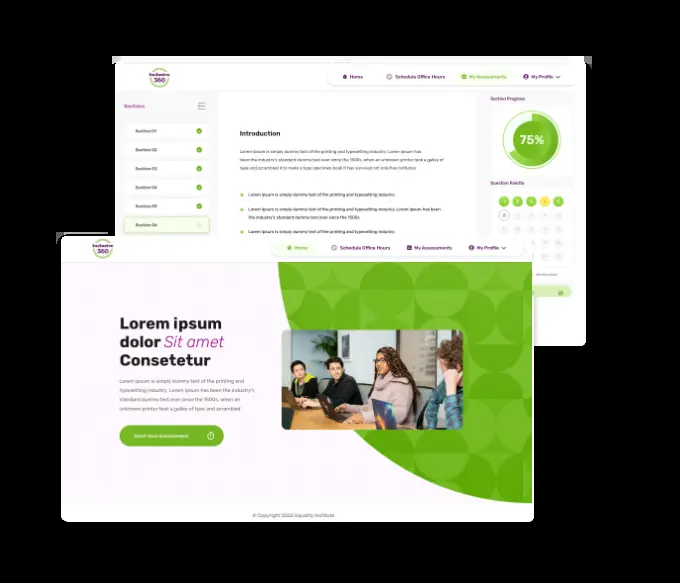 Inclusive
360
Home
Schedule Office Hours
My Assessments
My Profile
Sections
Section 01
Section 02
Section 03
Section 04
Section 05
Section 06
Introduction
Lorem Ipsum is simply dummy text of the printing and typesetting industry. Lorem Ipsum has
been the industry's standard dummy text ever since the 1500s, when an unknown printer took a galley of
type and scrambled it to make a type specimen book It has survived not only five centuries
Lorem Ipsum is simply dummy text of the printing and typesetting industry.
Lorem Ipsum is simply dummy text of the printing and typesetting industry. Lorem Ipsum has been
the industry's standard dummy text ever since the 1500s
Lorem Ipsum is simply dummy text of the printing and typesetting industry.
Section Progress
75%
Question Palette
Inclusive
360
Home
Schedule Office Hours
My Assessments
My Profile
Lorem ipsum
dolor Sit amet
Consetetur
Lorem Ipsum is simply dummy text of the printing and
typesetting industry. Lorem Ipsum has been the industry's
standard dummy text ever since the 1500s, when an
unknown printer took a galley of type and scrambled
Start Your Assessment
© Copyright 2022 Equality Institute